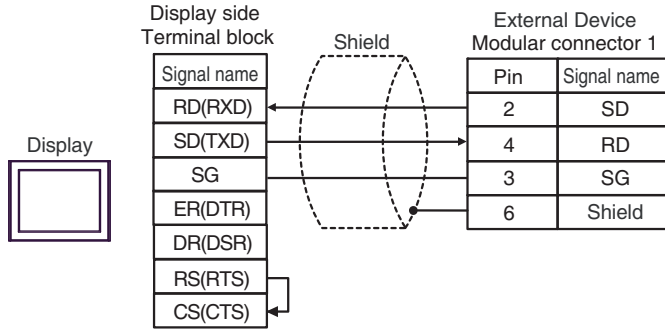 Display side
Terminal block
Shield
External Device
Modular connector 1
Signal name
Pin
Signal name
RD(RXD)
2
SD
Display
SD(TXD)
4
RD
SG
3
SG
ER(DTR)
6
Shield
DR(DSR)
RS(RTS)
CS(CTS)